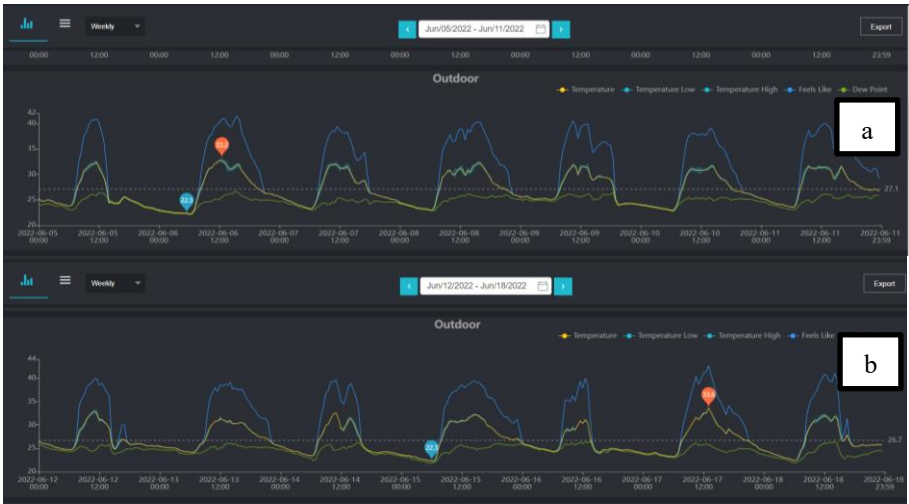 Weekly
Jun/05/2022 - Jun/11/2022
Export
00:00 12:00 00:00 12:00 00:00 12:00 00:00 12:00 00:00 12:00 00:00 12:00 00:00 12:00 23:59
Outdoor
Temperature Temperature Low Temperature High Feels Like Dew Point
a
42
40
35
30
27.1
25
20
2022-06-05 2022-06-05 2022-06-06 2022-06-06 2022-06-07 2022-06-07 2022-06-08 2022-06-08 2022-06-09 2022-06-09 2022-06-10 2022-06-10 2022-06-11 2022-06-11 2022-06-11
00:00 12:00 00:00 12:00 00:00 12:00 00:00 12:00 00:00 12:00 00:00 12:00 00:00 12:00 23:59
Weekly
Jun/12/2022 - Jun/18/2022
Export
Outdoor
Temperature Temperature Low Temperature High Feels Like
b
44
40
35
30
26.7
25
20
2022-06-12 2022-06-12 2022-06-13 2022-06-13 2022-06-14 2022-06-14 2022-06-15 2022-06-15 2022-06-16 2022-06-16 2022-06-17 2022-06-17 2022-06-18 2022-06-18 2022-06-18
00:00 12:00 00:00 12:00 00:00 12:00 00:00 12:00 00:00 12:00 00:00 12:00 00:00 12:00 23:59